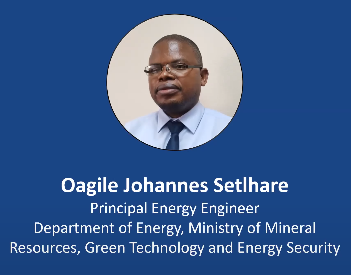 Oagile Johannes Setlhare
Principal Energy Engineer
Department of Energy, Ministry of Mineral
Resources, Green Technology and Energy Security